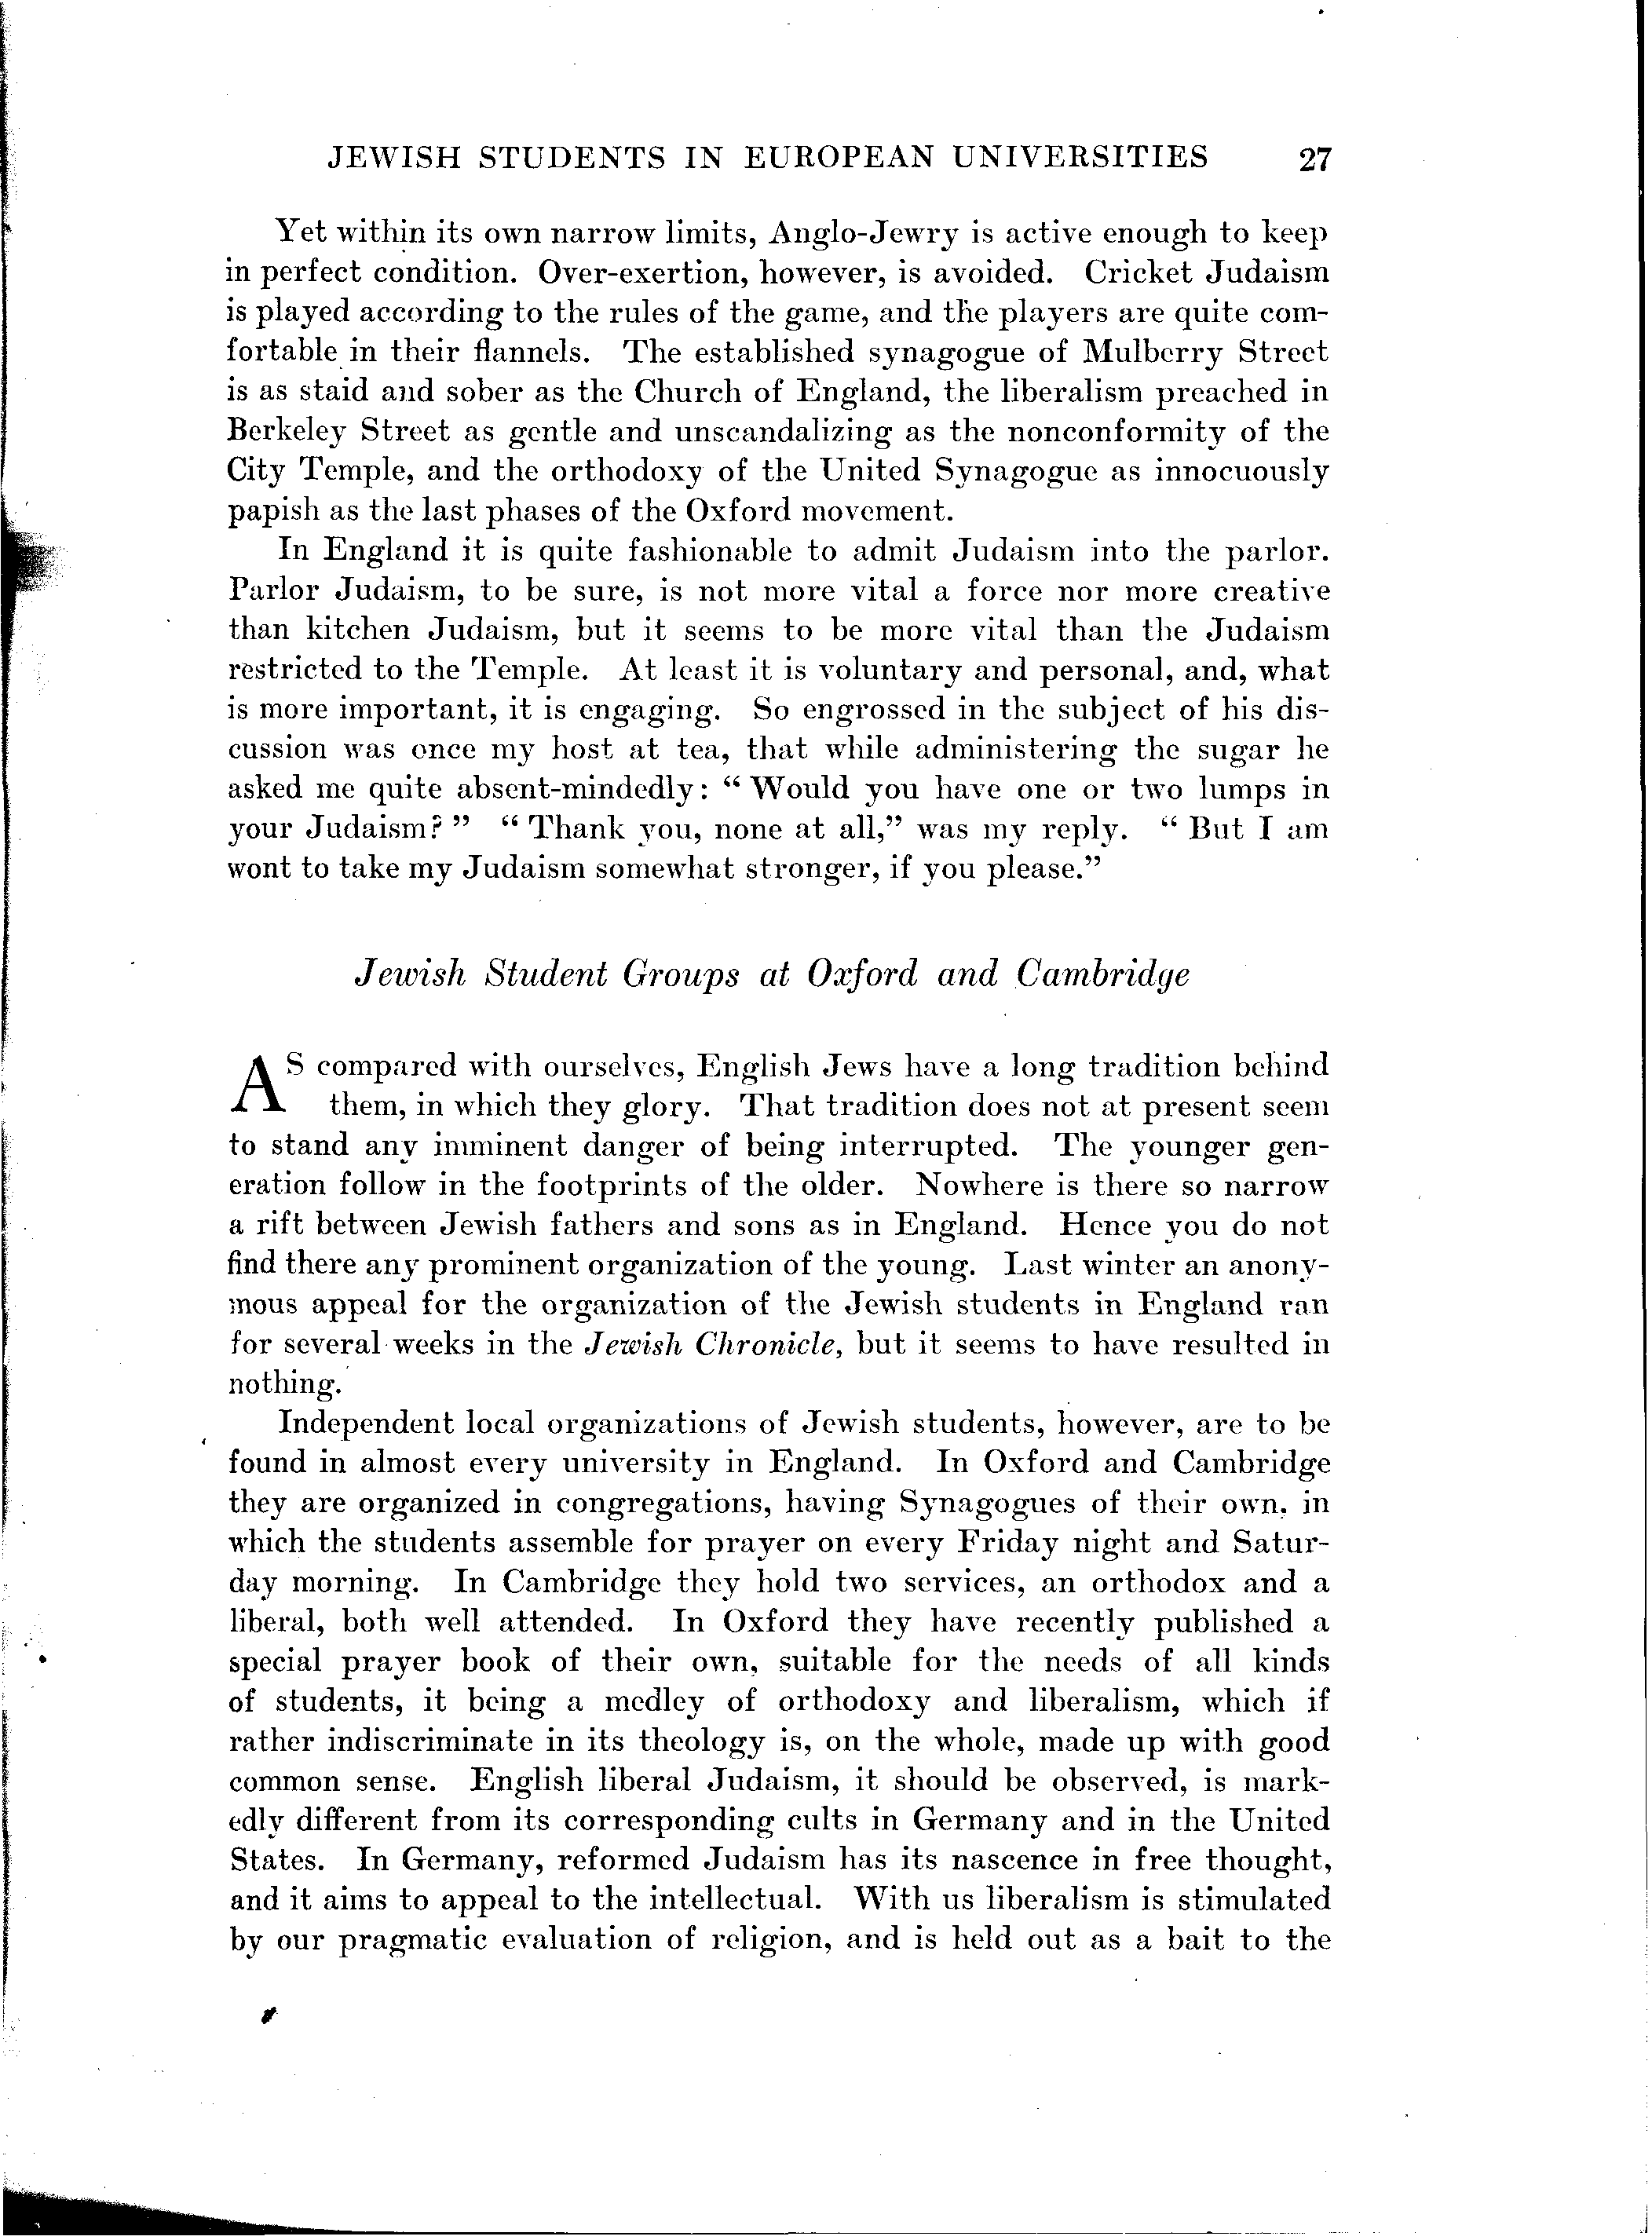 JEWISH STUDENTS IN EUROPEAN UNIVERSITIES 27
Yet within its own narrow limits, Anglo-Jewry is active enough to keep
in perfect condition. Over-exertion, however, is avoided. Cricket Judaism
is played according to the rules of the game, and the players are quite com-
fortable in their flannels. The established synagogue of Mulberry Street
is as staid and sober as the Church of England, the liberalism preached in
Berkeley Street as gentle and unscandalizing as the nonconformity of the
City Temple, and the orthodoxy of the United Synagogue as innocuously
papish as the last phases of the Oxford movement.
In England it is quite fashionable to admit Judaism into the parlor.
Parlor Judaism, to be sure, is not more vital a force nor more creative
than kitchen Judaism, but it seems to be more vital than the Judaism
restricted to the Temple. At least it is voluntary and personal, and, what
is more important, it is engaging. So engrossed in the subject of his dis-
cussion was once my host at tea, that while administering the sugar he
asked me quite absent-mindedly: “ Would you have one or two lumps in
your Judaism? ” “ Thank you, none at all,” was my reply. “ But I am
wont to take my Judaism somewhat stronger, if you please.”
Jewish Student Groups at Oxford and Cambridge
AS compared with ourselves, English Jews have a long tradition behind
them, in which they glory. That tradition does not at present seem
to stand any imminent danger of being interrupted. The younger gen-
eration follow in the footprints of the older. Nowhere is there so narrow
a rift between Jewish fathers and sons as in England. Hence you do not
find there any prominent organization of the young. Last winter an anony-
mous appeal for the organization of the Jewish students in England ran
for several weeks in the Jewish Chronicle, but it seems to have resulted in
nothing.
Independent local organizations of Jewish students, however, are to be
found in almost every university in England. In Oxford and Cambridge
they are organized in congregations, having Synagogues of their own, in
which the students assemble for prayer on every Friday night and Satur-
day morning. In Cambridge they hold two services, an orthodox and a
liberal, both well attended. In Oxford they have recently published a
special prayer book of their own, suitable for the needs of all kinds
of students, it being a medley of orthodoxy and liberalism, which if
rather indiscriminate in its theology is, on the whole, made up with good
common sense. English liberal Judaism, it should be observed, is mark-
edly different from its corresponding cults in Germany and in the United
States. In Germany, reformed Judaism has its nascence in free thought,
and it aims to appeal to the intellectual. With us liberalism is stimulated
by our pragmatic evaluation of religion, and is held out as a bait to the